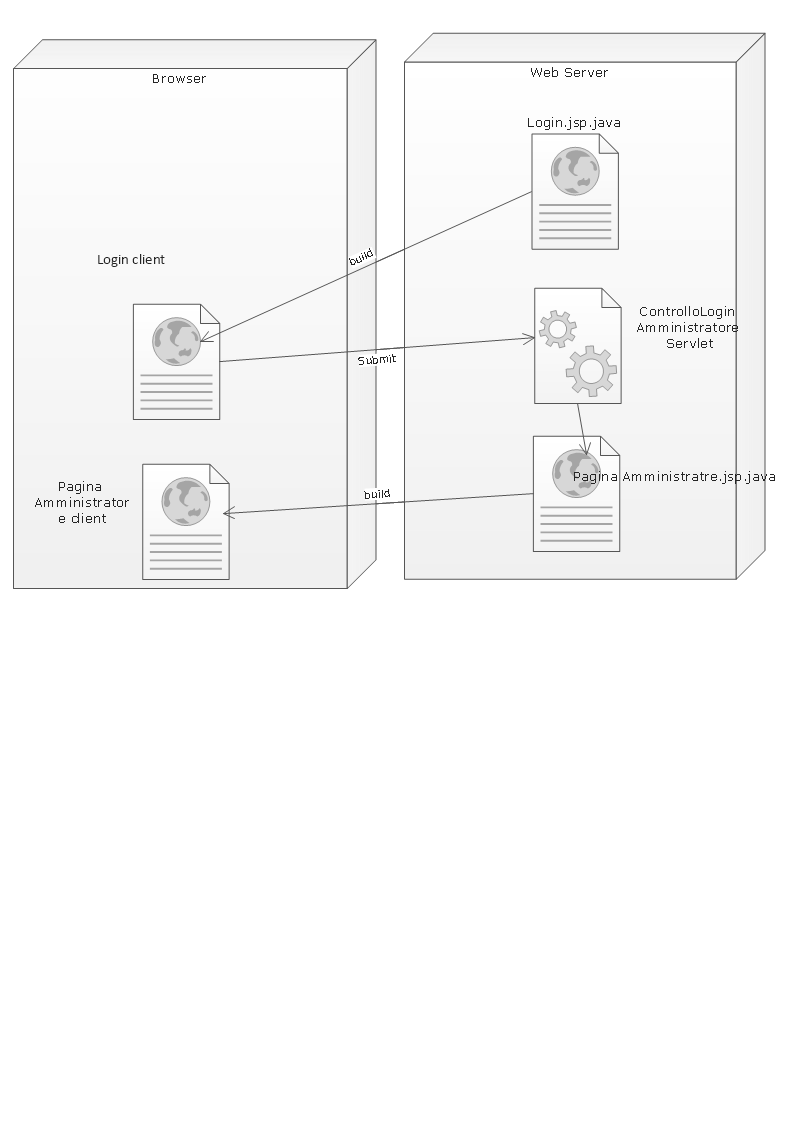 Browser
Web Server
Login.jsp.java
Login client
build
ControlloLogin
Amministratore
Servlet
Submit
Pagina
Amministrator
e client
Pagina Amministratre.jsp.java
build